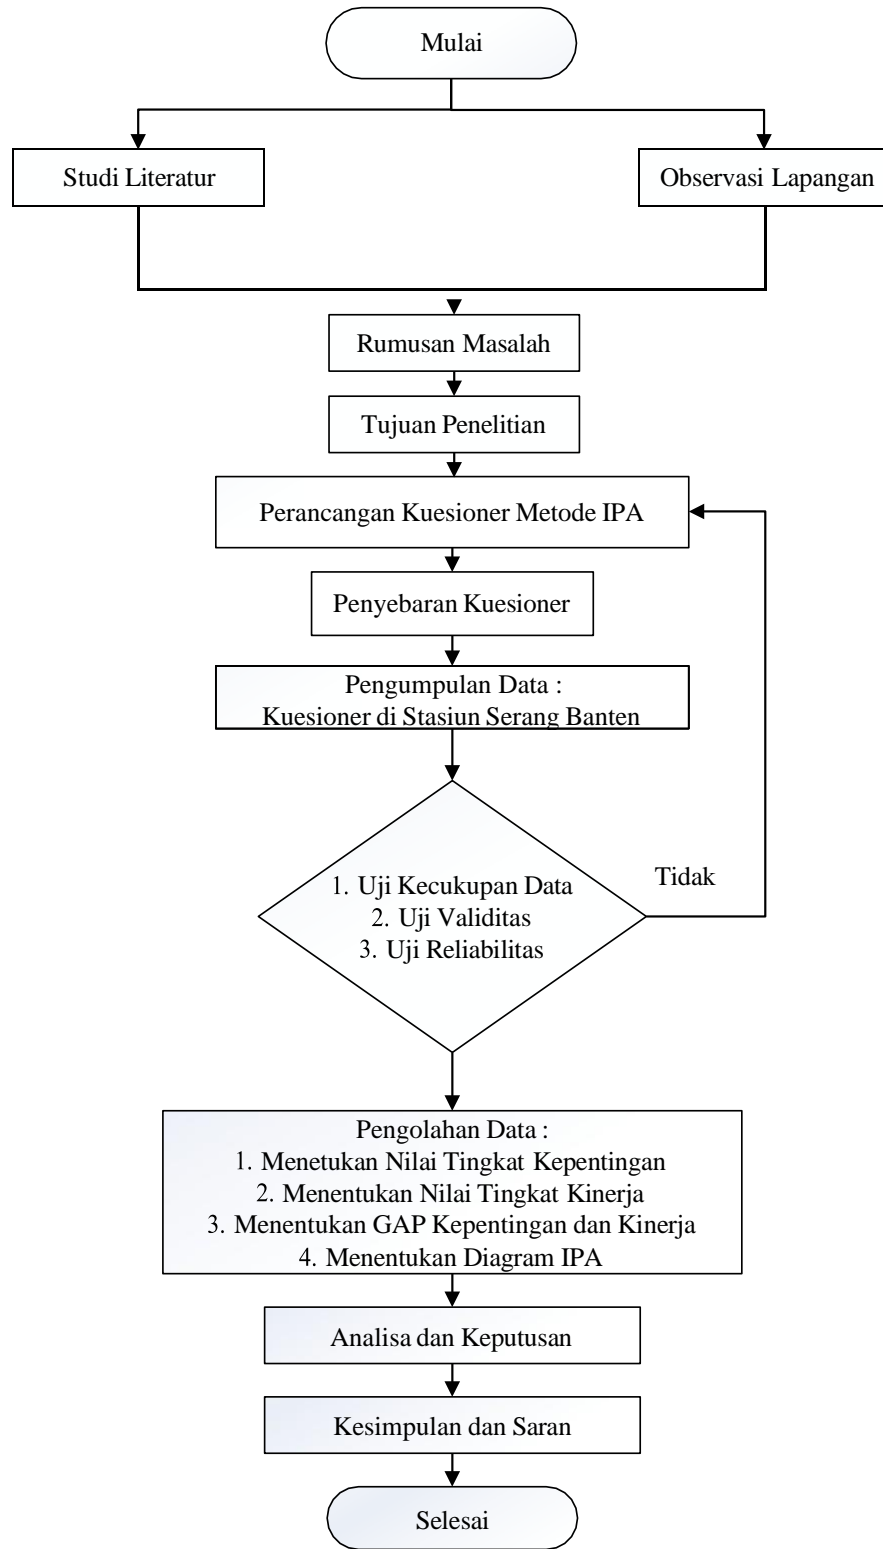 Mulai
Studi Literatur
Observasi Lapangan
Rumusan Masalah
Tujuan Penelitian
Perancangan Kuesioner Metode IPA
Penyebaran Kuesioner
Pengumpulan Data :
Kuesioner di Stasiun Serang Banten
Tidak
1. Uji Kecukupan Data
2. Uji Validitas
3. Uji Reliabilitas
Pengolahan Data :
1. Menetukan Nilai Tingkat Kepentingan
2. Menentukan Nilai Tingkat Kinerja
3. Menentukan GAP Kepentingan dan Kinerja
4. Menentukan Diagram IPA
Analisa dan Keputusan
Kesimpulan dan Saran
Selesai